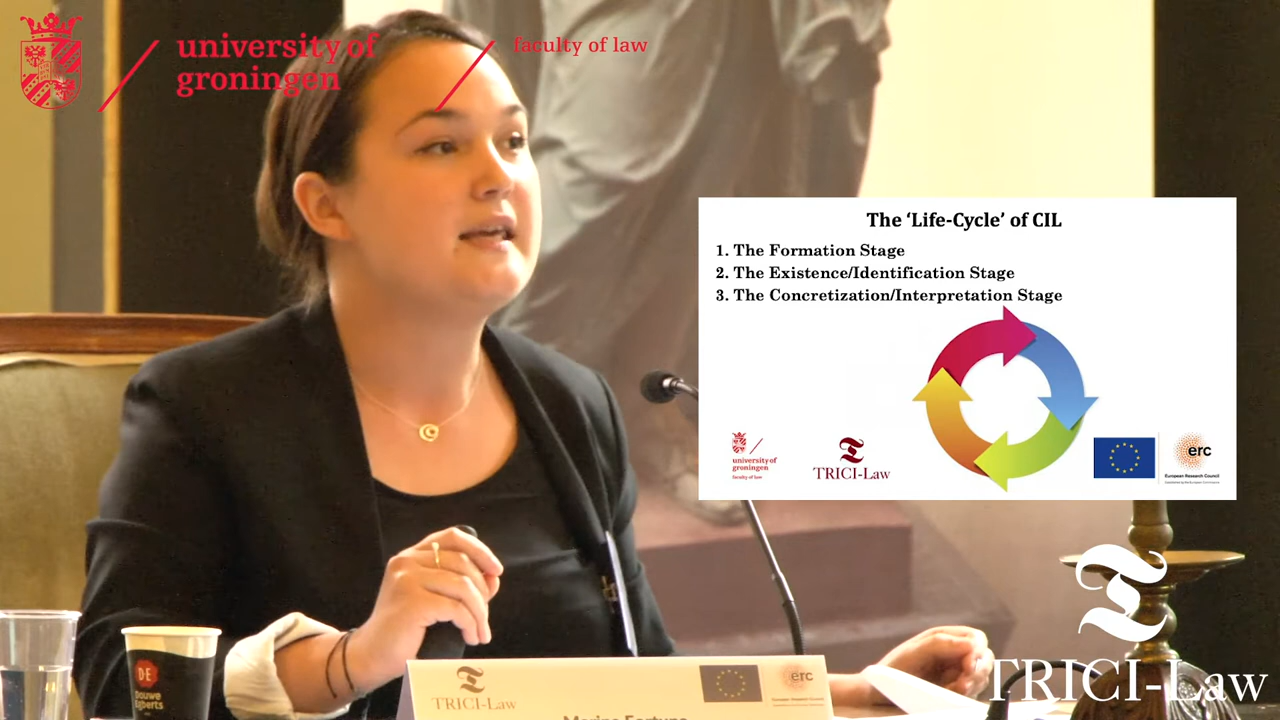 university of
groningen
faculty of law
The ‘Life-Cycle’ of CIL
1. The Formation Stage
2. The Existence/Identification Stage
3. The Concretization/Interpretation Stage
university of
groningen
faculty of law
TRICI-Law
erc
European Research Council
DE
Douwe
Egberts
TRICI-Law
erc
TRICI-Law